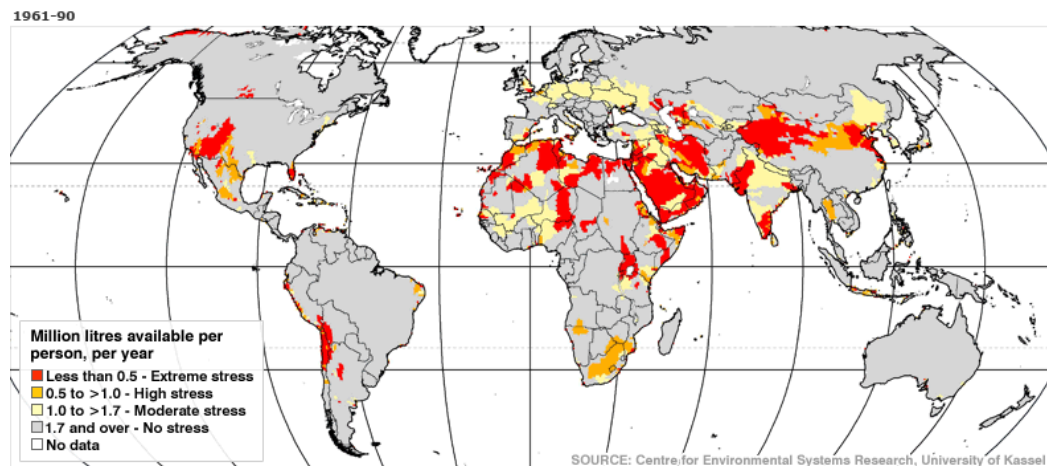 1961-90
Million litres available per
person, per year
Less than 0.5 - Extreme stress
0.5 to >1.0 - High stress
1.0 to >1.7 - Moderate stress
1.7 and over - No stress
No data
SOURCE: Centre for Environmental Systems Research, University of Kassel